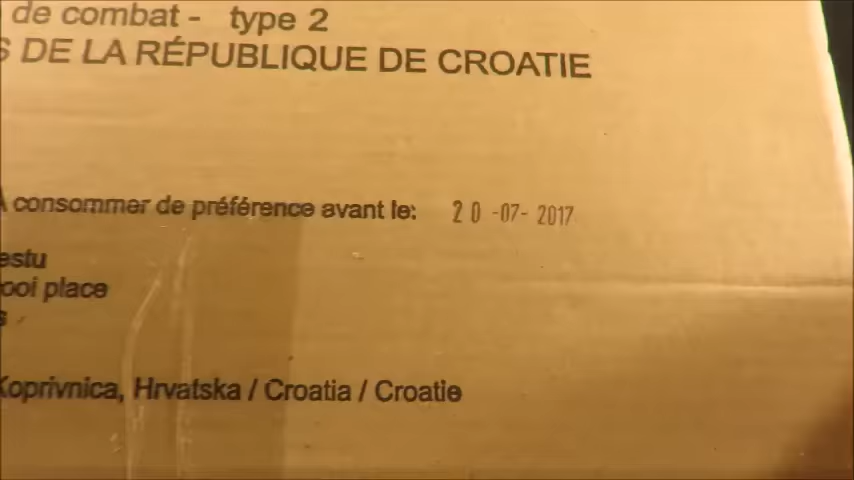 de combat - type 2
S DE LA RÉPUBLIQUE DE CROATIE
A consommer de préférence avant le: 20 -07- 2017
estu
ooi place
s
Koprivnica, Hrvatska / Croatia / Croatie